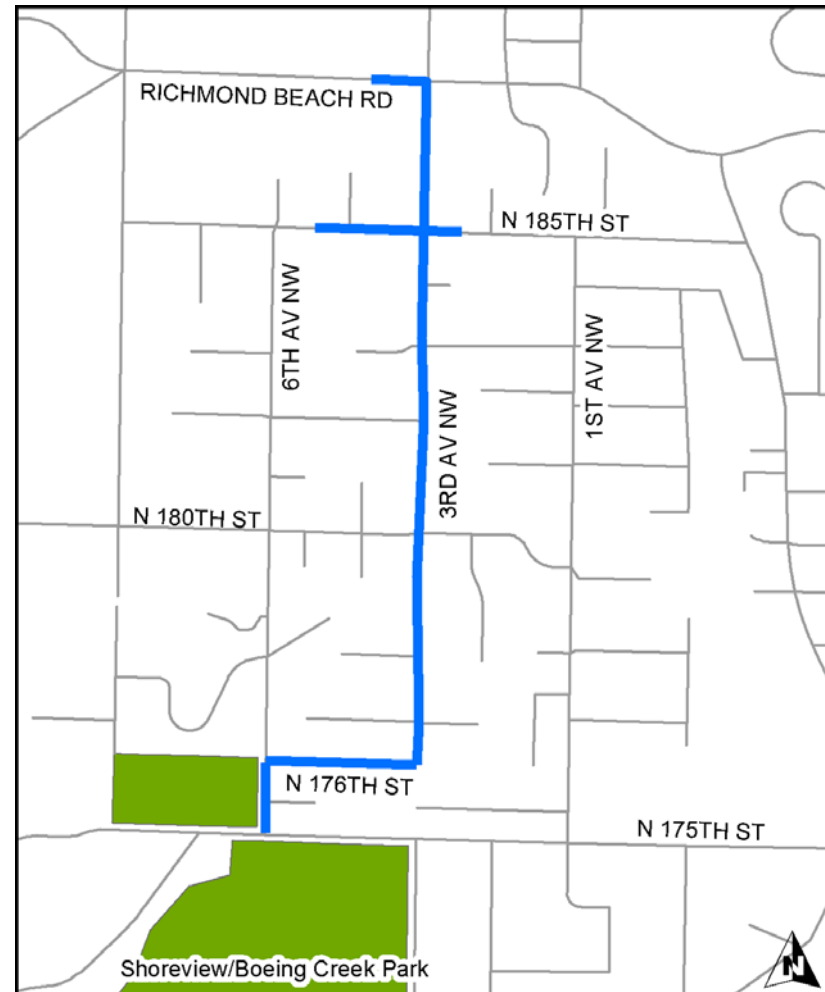 RICHMOND BEACH RD
N 185TH ST
6TH AV NW
1ST AV NW
3RD AV NW
N 180TH ST
N 176TH ST
N 175TH ST
Shoreview/Boeing Creek Park
N